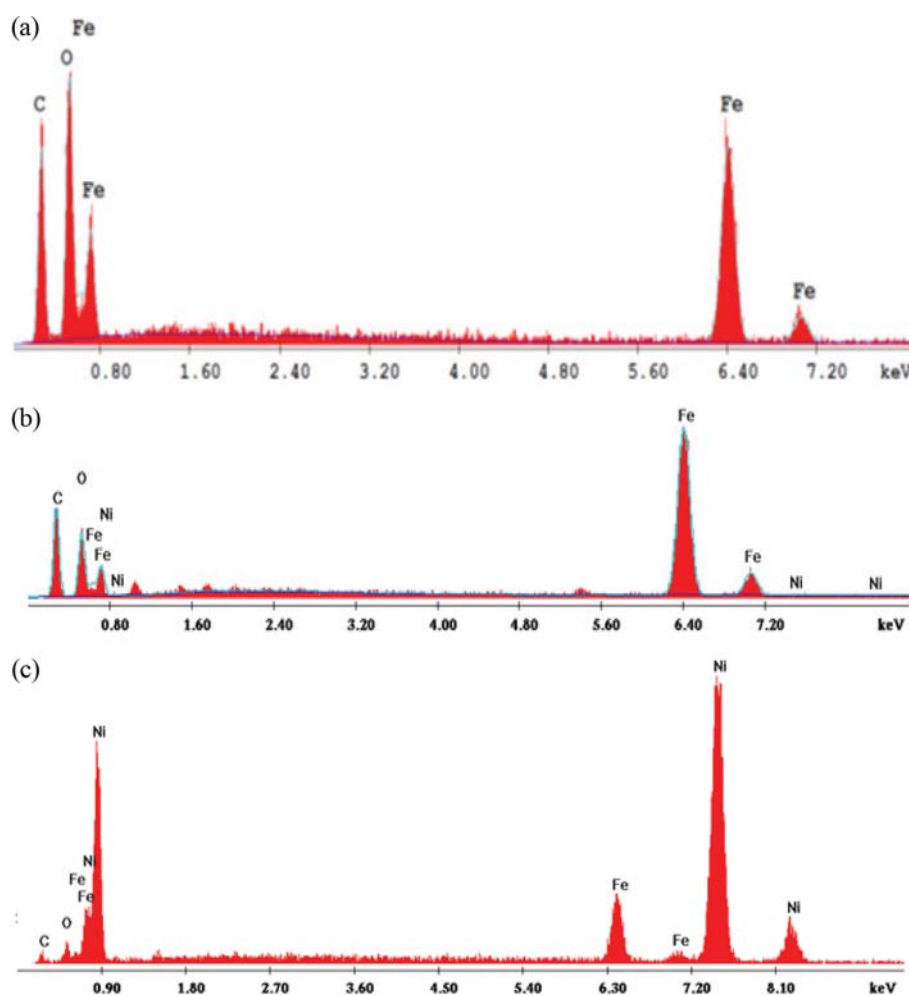 (a)
Fe
O
C
Fe
Fe
Fe
0.80 1.60 2.40 3.20 4.00 4.80 5.60 6.40 7.20 keV
(b)
Fe
O
C
Ni
Fe
Fe
Fe
Ni
Ni
Ni
0.80 1.60 2.40 3.20 4.00 4.80 5.60 6.40 7.20 keV
(c)
Ni
Ni
Ni
Fe
Fe
Fe
O
Ni
C
Fe
0.90 1.80 2.70 3.60 4.50 5.40 6.30 7.20 8.10 keV